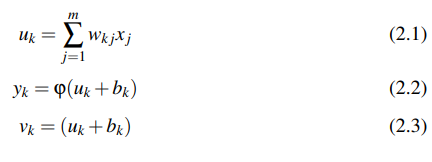 u_k = \sum_{j=1}^{m} w_{kj} x_j (2.1)
y_k = φ(u_k + b_k) (2.2)
v_k = (u_k + b_k) (2.3)